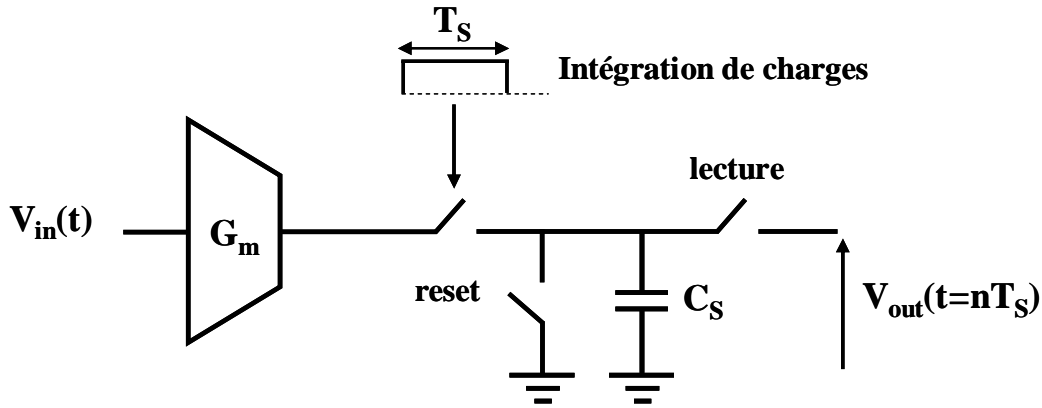 T_S
Intégration de charges
lecture
V_in(t)
G_m
reset
C_S
V_out(t=nT_S)